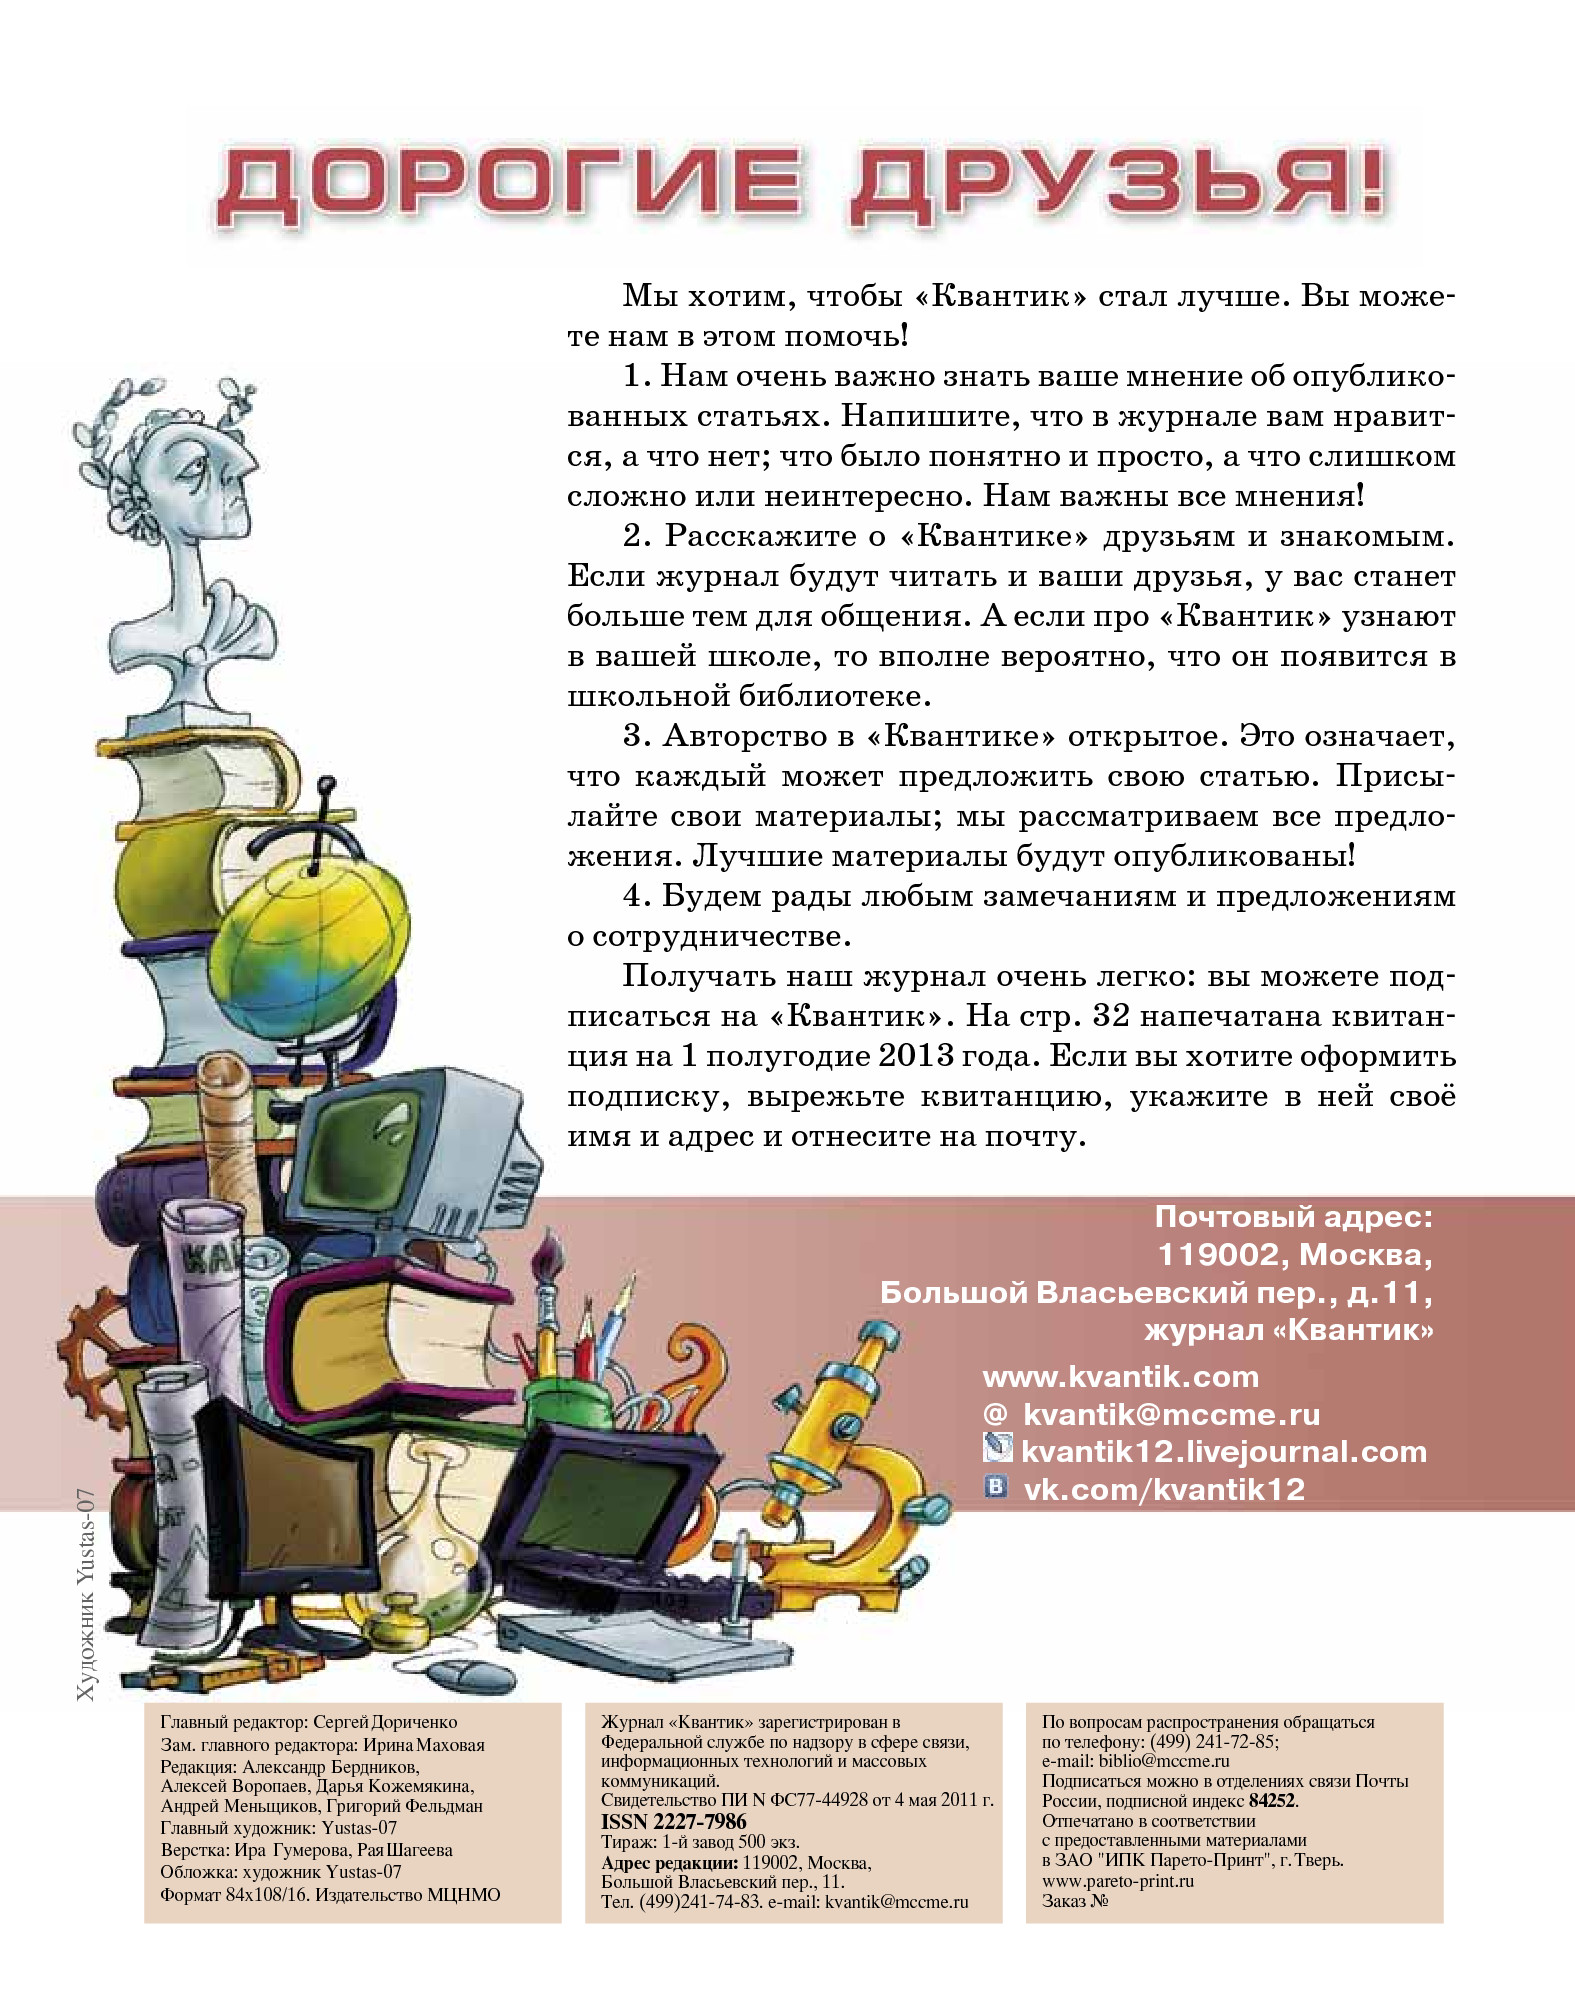 ДОРОГИЕ ДРУЗЬЯ!
Мы хотим, чтобы «Квантик» стал лучше. Вы може-
те нам в этом помочь!
1. Нам очень важно знать ваше мнение об опублико-
ванных статьях. Напишите, что в журнале вам нравит-
ся, а что нет; что было понятно и просто, а что слишком
сложно или неинтересно. Нам важны все мнения!
2. Расскажите о «Квантике» друзьям и знакомым.
Если журнал будут читать и ваши друзья, у вас станет
больше тем для общения. А если про «Квантик» узнают
в вашей школе, то вполне вероятно, что он появится в
школьной библиотеке.
3. Авторство в «Квантике» открытое. Это означает,
что каждый может предложить свою статью. Присы-
лайте свои материалы; мы рассматриваем все предло-
жения. Лучшие материалы будут опубликованы!
4. Будем рады любым замечаниям и предложениям
о сотрудничестве.
Получать наш журнал очень легко: вы можете под-
писаться на «Квантик». На стр. 32 напечатана квитан-
ция на 1 полугодие 2013 года. Если вы хотите оформить
подписку, вырежьте квитанцию, укажите в ней своё
имя и адрес и отнесите на почту.
Почтовый адрес:
119002, Москва,
Большой Власьевский пер., д.11,
журнал «Квантик»
www.kvantik.com
@ kvantik@mccme.ru
kvantik12.livejournal.com
B vk.com/kvantik12
Художник Yustas-07
Главный редактор: Сергей Дориченко
Зам. главного редактора: Ирина Маховая
Редакция: Александр Бердников,
Алексей Воропаев, Дарья Кожемякина,
Андрей Меньщиков, Григорий Фельдман
Главный художник: Yustas-07
Верстка: Ира Гумерова, Рая Шагеева
Обложка: художник Yustas-07
Формат 84х108/16. Издательство МЦНМО
Журнал «Квантик» зарегистрирован в
Федеральной службе по надзору в сфере связи,
информационных технологий и массовых
коммуникаций.
Свидетельство ПИ N ФС77-44928 от 4 мая 2011 г.
ISSN 2227-7986
Тираж: 1-й завод 500 экз.
Адрес редакции: 119002, Москва,
Большой Власьевский пер., 11.
Тел. (499)241-74-83. e-mail: kvantik@mccme.ru
По вопросам распространения обращаться
по телефону: (499) 241-72-85;
e-mail: biblio@mccme.ru
Подписаться можно в отделениях связи Почты
России, подписной индекс 84252.
Отпечатано в соответствии
с предоставленными материалами
в ЗАО "ИПК Парето-Принт", г. Тверь.
www.pareto-print.ru
Заказ №